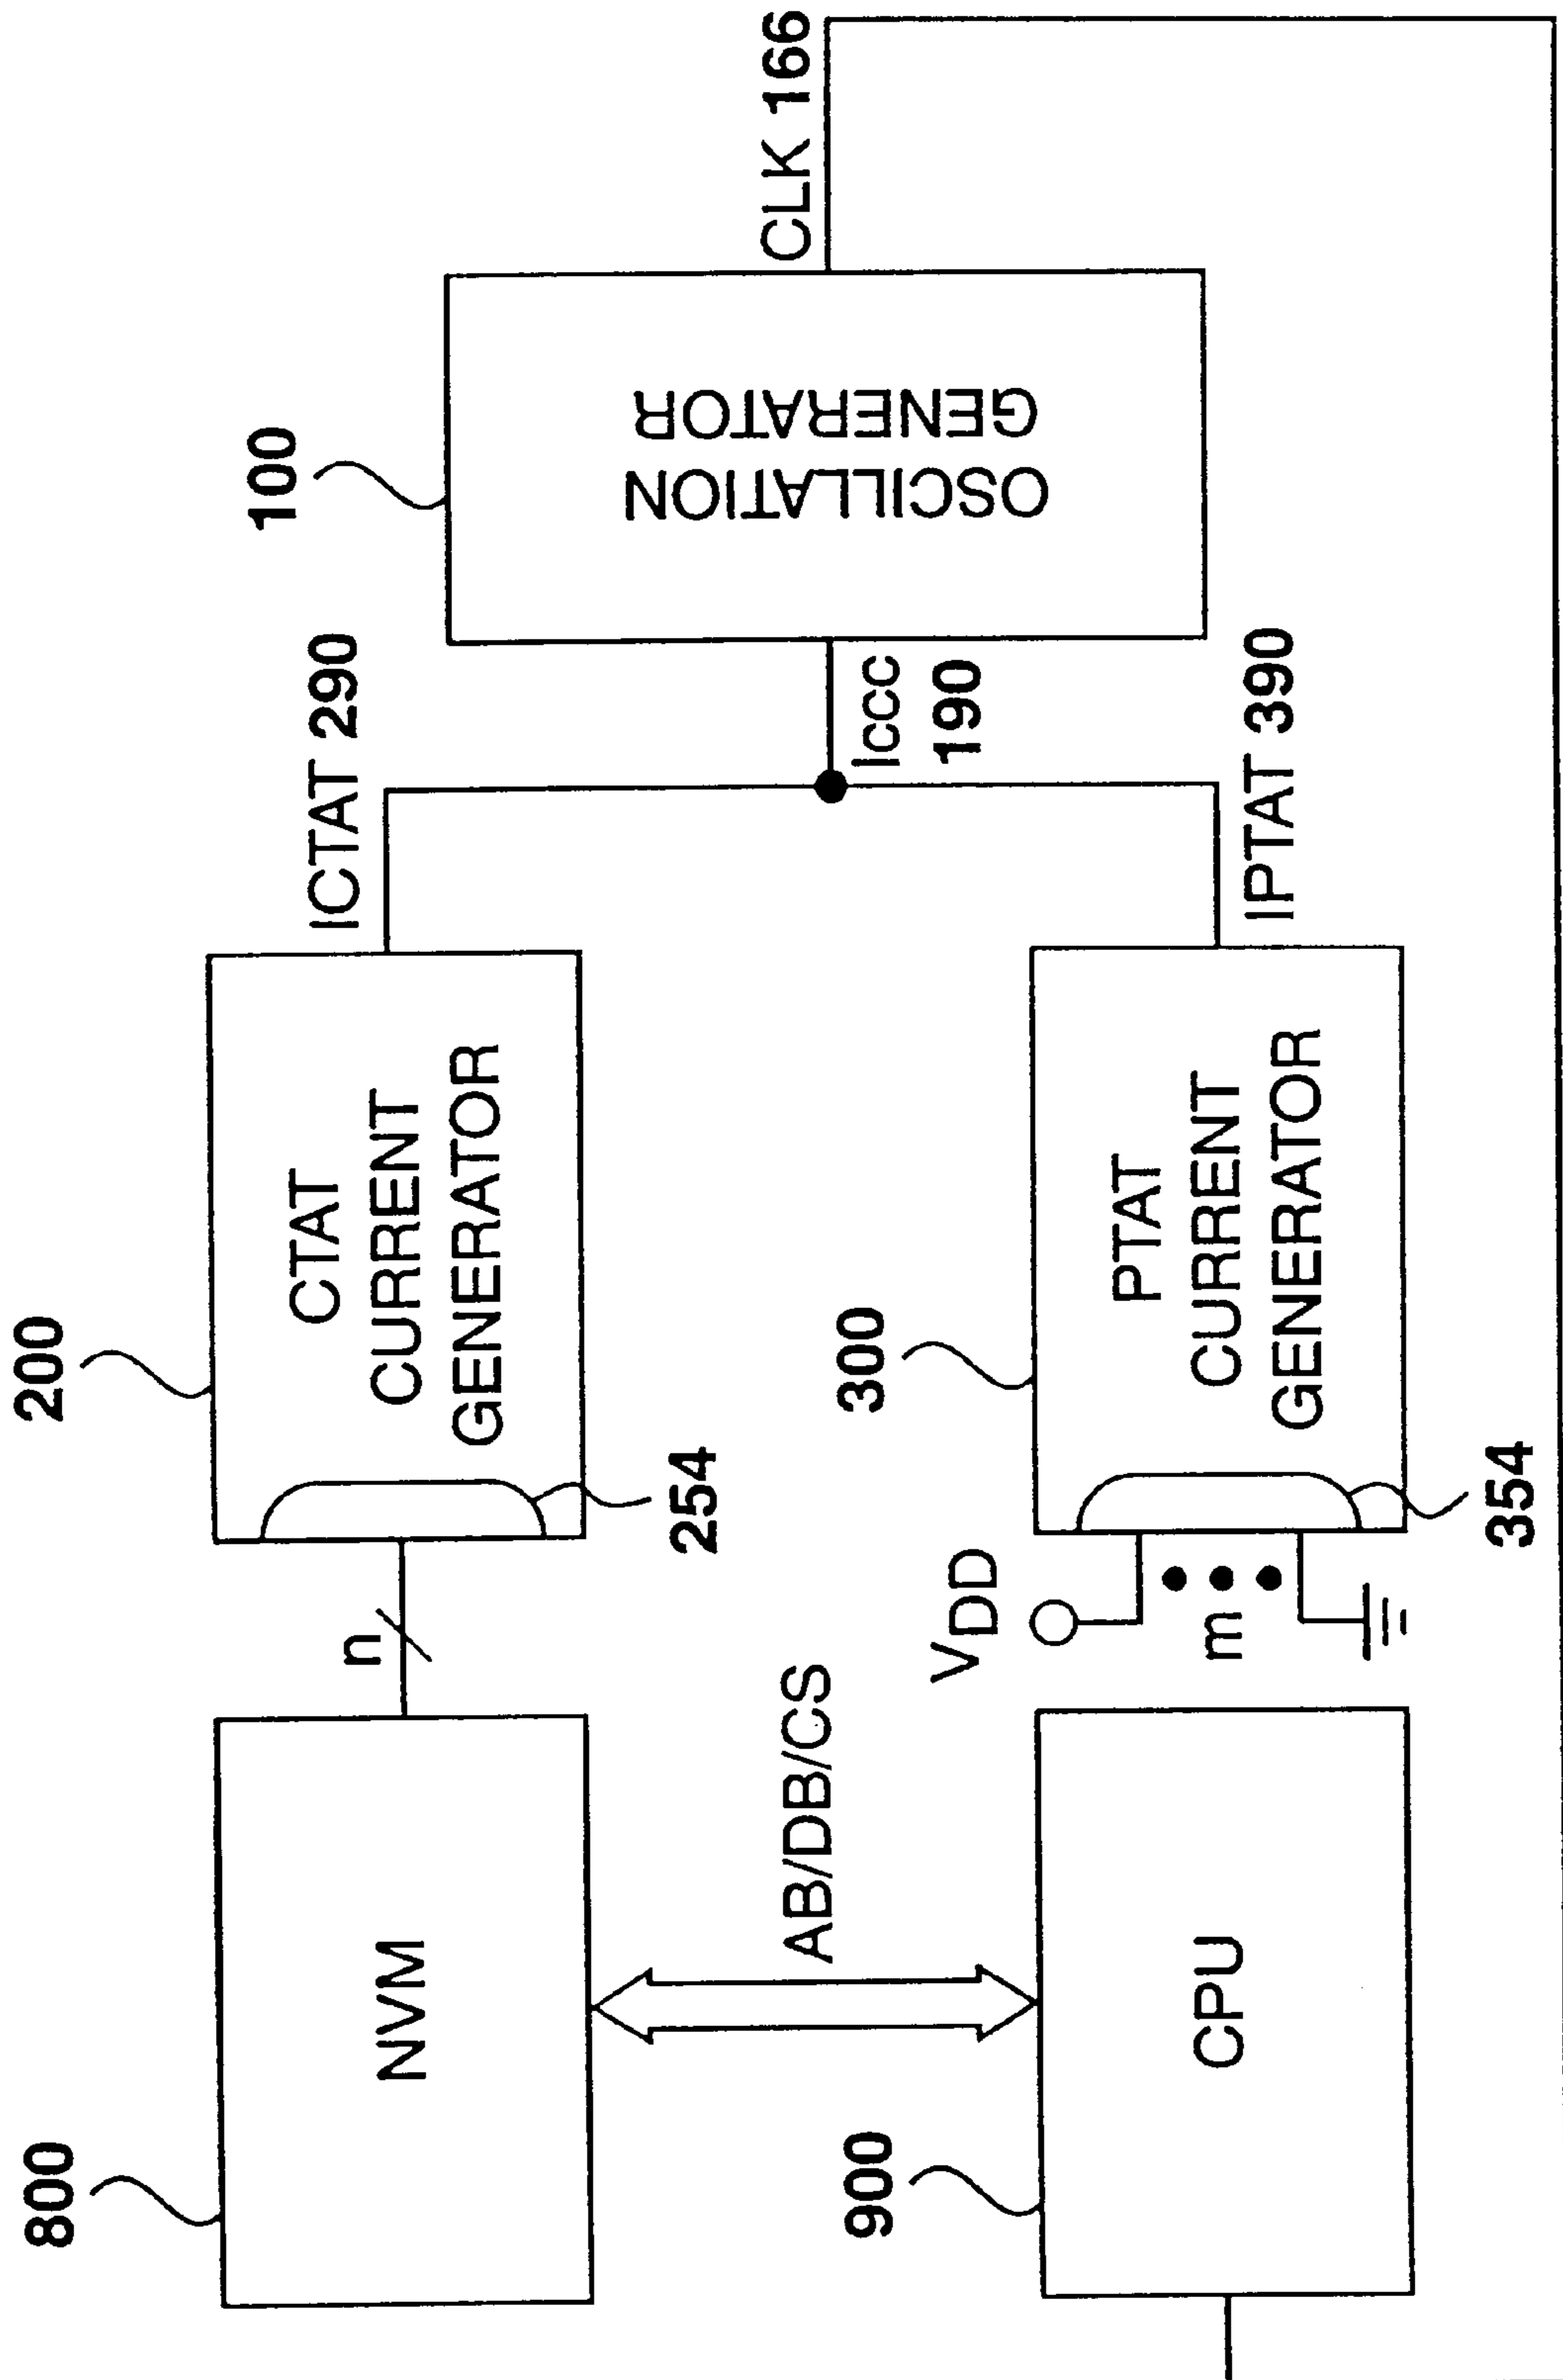 800
NVM
n
200
CTAT
CURRENT
GENERATOR
254
ICTAT 290
100
OSCILLATION
GENERATOR
CLK 166
ICCC
190
AB/DB/CS
900
CPU
VDD
m
300
PTAT
CURRENT
GENERATOR
354
IPTAT 390